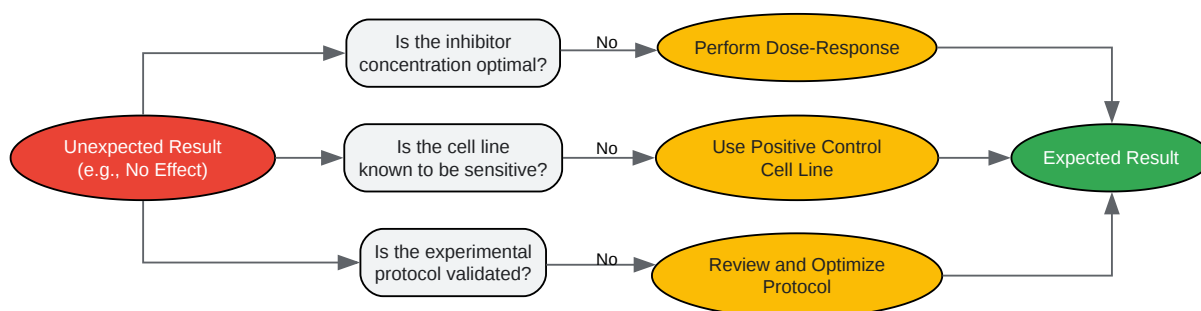 Unexpected Result
(e.g., No Effect)
Is the inhibitor
concentration optimal?
No
Perform Dose-Response
Is the cell line
known to be sensitive?
No
Use Positive Control
Cell Line
Is the experimental
protocol validated?
No
Review and Optimize
Protocol
Expected Result